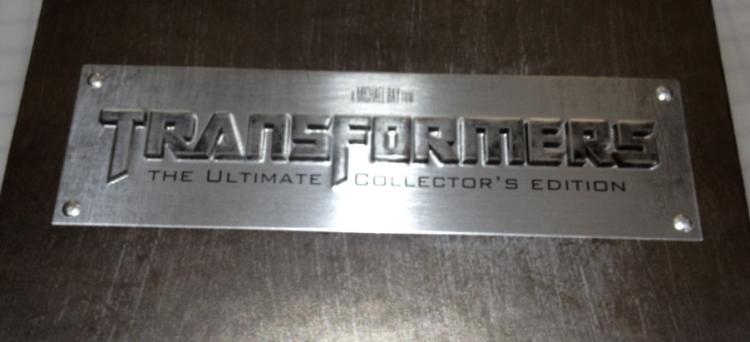 A MICHAEL BAY FILM
TRANSFORMERS
THE ULTIMATE COLLECTOR'S EDITION